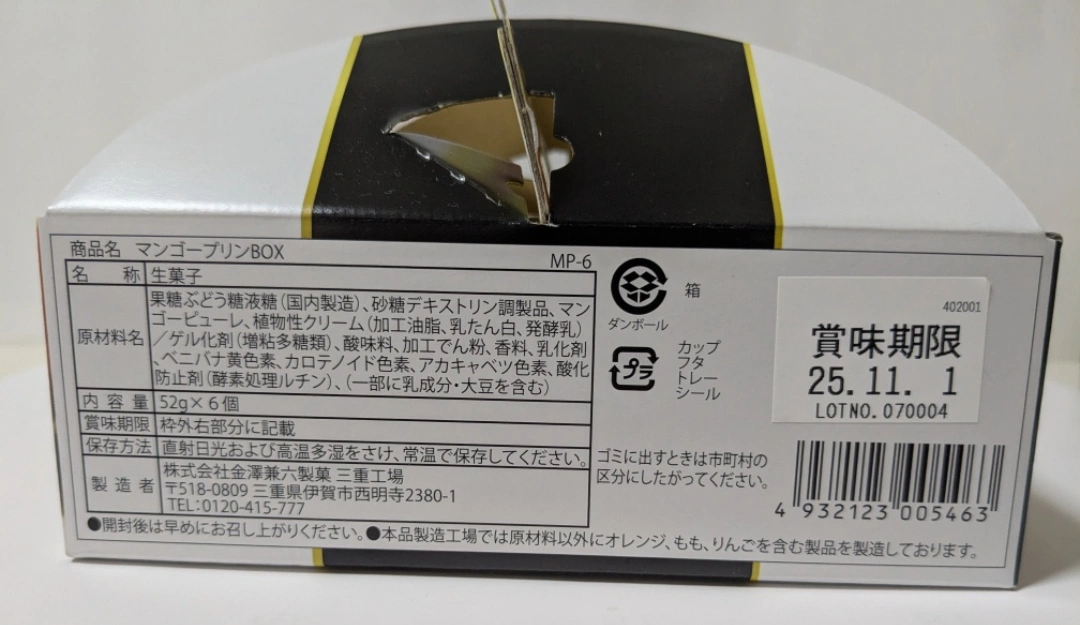 商品名 マンゴープリンBOX
MP-6
名称 生菓子
原材料名 果糖ぶどう糖液糖(国内製造)、砂糖デキストリン調製品、マン
ゴーピューレ、植物性クリーム(加工油脂、乳たん白、発酵乳)
／ゲル化剤(増粘多糖類)、酸味料、加工でん粉、香料、乳化剤
、ベニバナ黄色素、カロテノイド色素、アカキャベツ色素、酸化
防止剤(酵素処理ルチン)、(一部に乳成分・大豆を含む)
内容量 52g×6個
賞味期限 枠外右部分に記載
保存方法 直射日光および高温多湿をさけ、常温で保存してください。
製造者 株式会社金澤兼六製菓 三重工場
〒518-0809 三重県伊賀市西明寺2380-1
TEL:0120-415-777
●開封後は早めにお召し上がりください。●本品製造工場では原材料以外にオレンジ、もも、りんごを含む製品を製造しております。
箱
ダンボール
プラ
カップ
フタ
トレー
シール
ゴミに出すときは市町村の
区分にしたがってください。
402001
賞味期限
25.11. 1
LOTNO.070004
4 932123 005463